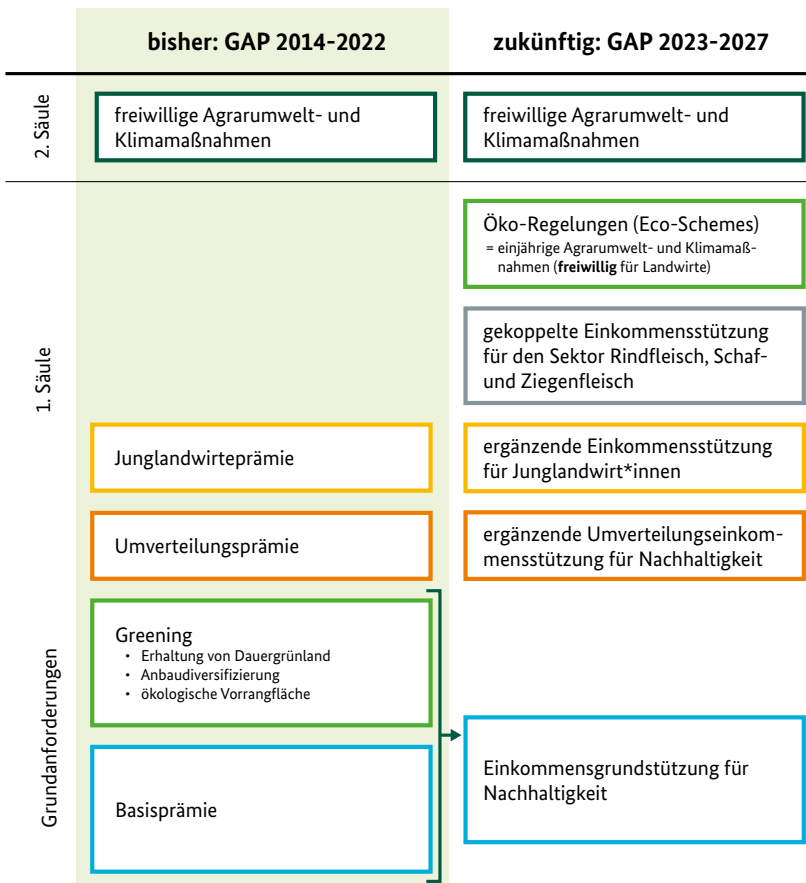 bisher: GAP 2014-2022
zukünftig: GAP 2023-2027
2. Säule
freiwillige Agrarumwelt- und
Klimamaßnahmen
freiwillige Agrarumwelt- und
Klimamaßnahmen
1. Säule
Öko-Regelungen (Eco-Schemes)
= einjährige Agrarumwelt- und Klimamaß-
nahmen (freiwillig für Landwirte)
gekoppelte Einkommensstützung
für den Sektor Rindfleisch, Schaf-
und Ziegenfleisch
Junglandwirteprämie
ergänzende Einkommensstützung
für Junglandwirt*innen
Umverteilungsprämie
ergänzende Umverteilungseinkom-
mensstützung für Nachhaltigkeit
Grundanforderungen
Greening
• Erhaltung von Dauergrünland
• Anbaudiversifizierung
• ökologische Vorrangfläche
Basisprämie
Einkommensgrundstützung für
Nachhaltigkeit